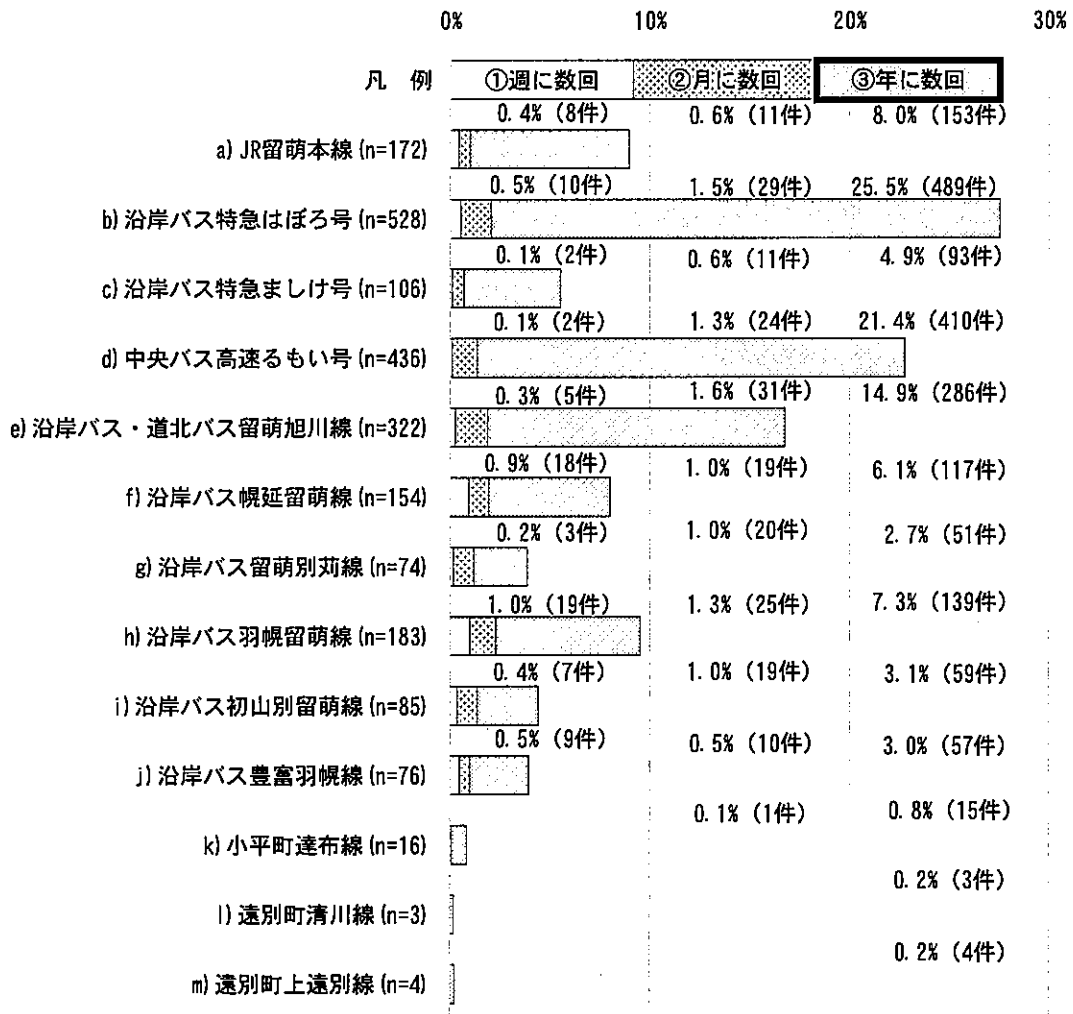 0% 10% 20% 30%
凡 例 ①週に数回 ②月に数回 ③年に数回
0.4% (8件) 0.6% (11件) 8.0% (153件)
a) JR留萌本線 (n=172)
0.5% (10件) 1.5% (29件) 25.5% (489件)
b) 沿岸バス特急はぼろ号 (n=528)
0.1% (2件) 0.6% (11件) 4.9% (93件)
c) 沿岸バス特急ましけ号 (n=106)
0.1% (2件) 1.3% (24件) 21.4% (410件)
d) 中央バス高速るもい号 (n=436)
0.3% (5件) 1.6% (31件) 14.9% (286件)
e) 沿岸バス・道北バス留萌旭川線 (n=322)
0.9% (18件) 1.0% (19件) 6.1% (117件)
f) 沿岸バス幌延留萌線 (n=154)
0.2% (3件) 1.0% (20件) 2.7% (51件)
g) 沿岸バス留萌別苅線 (n=74)
1.0% (19件) 1.3% (25件) 7.3% (139件)
h) 沿岸バス羽幌留萌線 (n=183)
0.4% (7件) 1.0% (19件) 3.1% (59件)
i) 沿岸バス初山別留萌線 (n=85)
0.5% (9件) 0.5% (10件) 3.0% (57件)
j) 沿岸バス豊富羽幌線 (n=76)
0.1% (1件) 0.8% (15件)
k) 小平町達布線 (n=16)
0.2% (3件)
l) 遠別町清川線 (n=3)
0.2% (4件)
m) 遠別町上遠別線 (n=4)